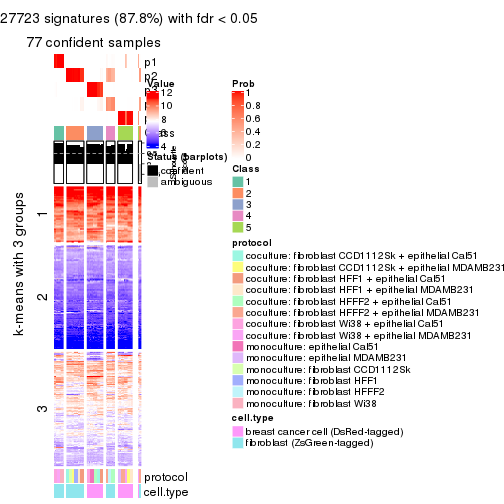 27723 signatures (87.8%) with fdr < 0.05
77 confident samples
p1
p2
Value
12
10
8
4
Prob
1
0.8
0.6
0.4
0.2
0
Status (barplots)
confident
ambiguous
Class
1
2
3
4
5
protocol
coculture: fibroblast CCD1112Sk + epithelial Cal51
coculture: fibroblast CCD1112Sk + epithelial MDAMB231
coculture: fibroblast HFF1 + epithelial Cal51
coculture: fibroblast HFF1 + epithelial MDAMB231
coculture: fibroblast HFFF2 + epithelial Cal51
coculture: fibroblast HFFF2 + epithelial MDAMB231
coculture: fibroblast Wi38 + epithelial Cal51
coculture: fibroblast Wi38 + epithelial MDAMB231
monoculture: epithelial Cal51
monoculture: epithelial MDAMB231
monoculture: fibroblast CCD1112Sk
monoculture: fibroblast HFF1
monoculture: fibroblast HFFF2
monoculture: fibroblast Wi38
cell.type
breast cancer cell (DsRed-tagged)
fibroblast (ZsGreen-tagged)
k-means with 3 groups
1
2
3
protocol
cell.type